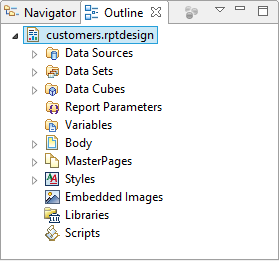 Navigator Outline
customers.rptdesign
Data Sources
Data Sets
Data Cubes
Report Parameters
Variables
Body
MasterPages
Styles
Embedded Images
Libraries
Scripts